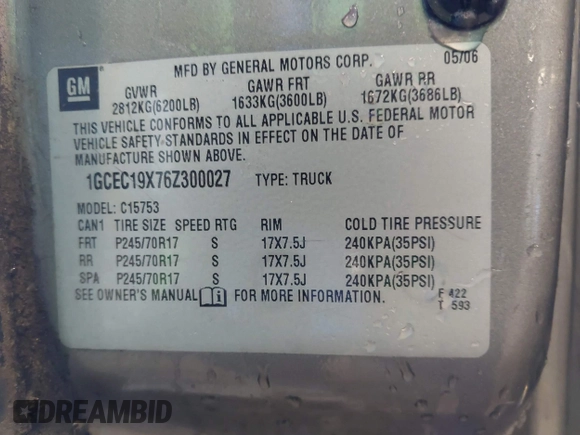 MFD BY GENERAL MOTORS CORP. 05/06
GM
GVWR GAWR FRT GAWR RR
2812KG(6200LB) 1633KG(3600LB) 1672KG(3686LB)
THIS VEHICLE CONFORMS TO ALL APPLICABLE U.S. FEDERAL MOTOR
VEHICLE SAFETY STANDARDS IN EFFECT ON THE DATE OF
MANUFACTURE SHOWN ABOVE.
1GCEC19X76Z300027 TYPE: TRUCK
MODEL: C15753
CAN1 TIRE SIZE SPEED RTG RIM COLD TIRE PRESSURE
FRT P245/70R17 S 17X7.5J 240KPA(35PSI)
RR P245/70R17 S 17X7.5J 240KPA(35PSI)
SPA P245/70R17 S 17X7.5J 240KPA(35PSI)
SEE OWNER'S MANUAL FOR MORE INFORMATION.
F 422
T 593
DREAMBID